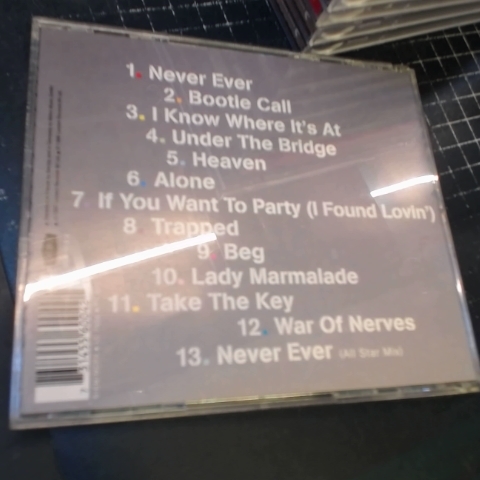 1. Never Ever
2. Bootie Call
3. I Know Where It's At
4. Under The Bridge
5. Heaven
6. Alone
7 If You Want To Party (I Found Lovin')
8 Trapped
9. Beg
10. Lady Marmalade
11. Take The Key
12. War Of Nerves
13. Never Ever (All Star Mix)